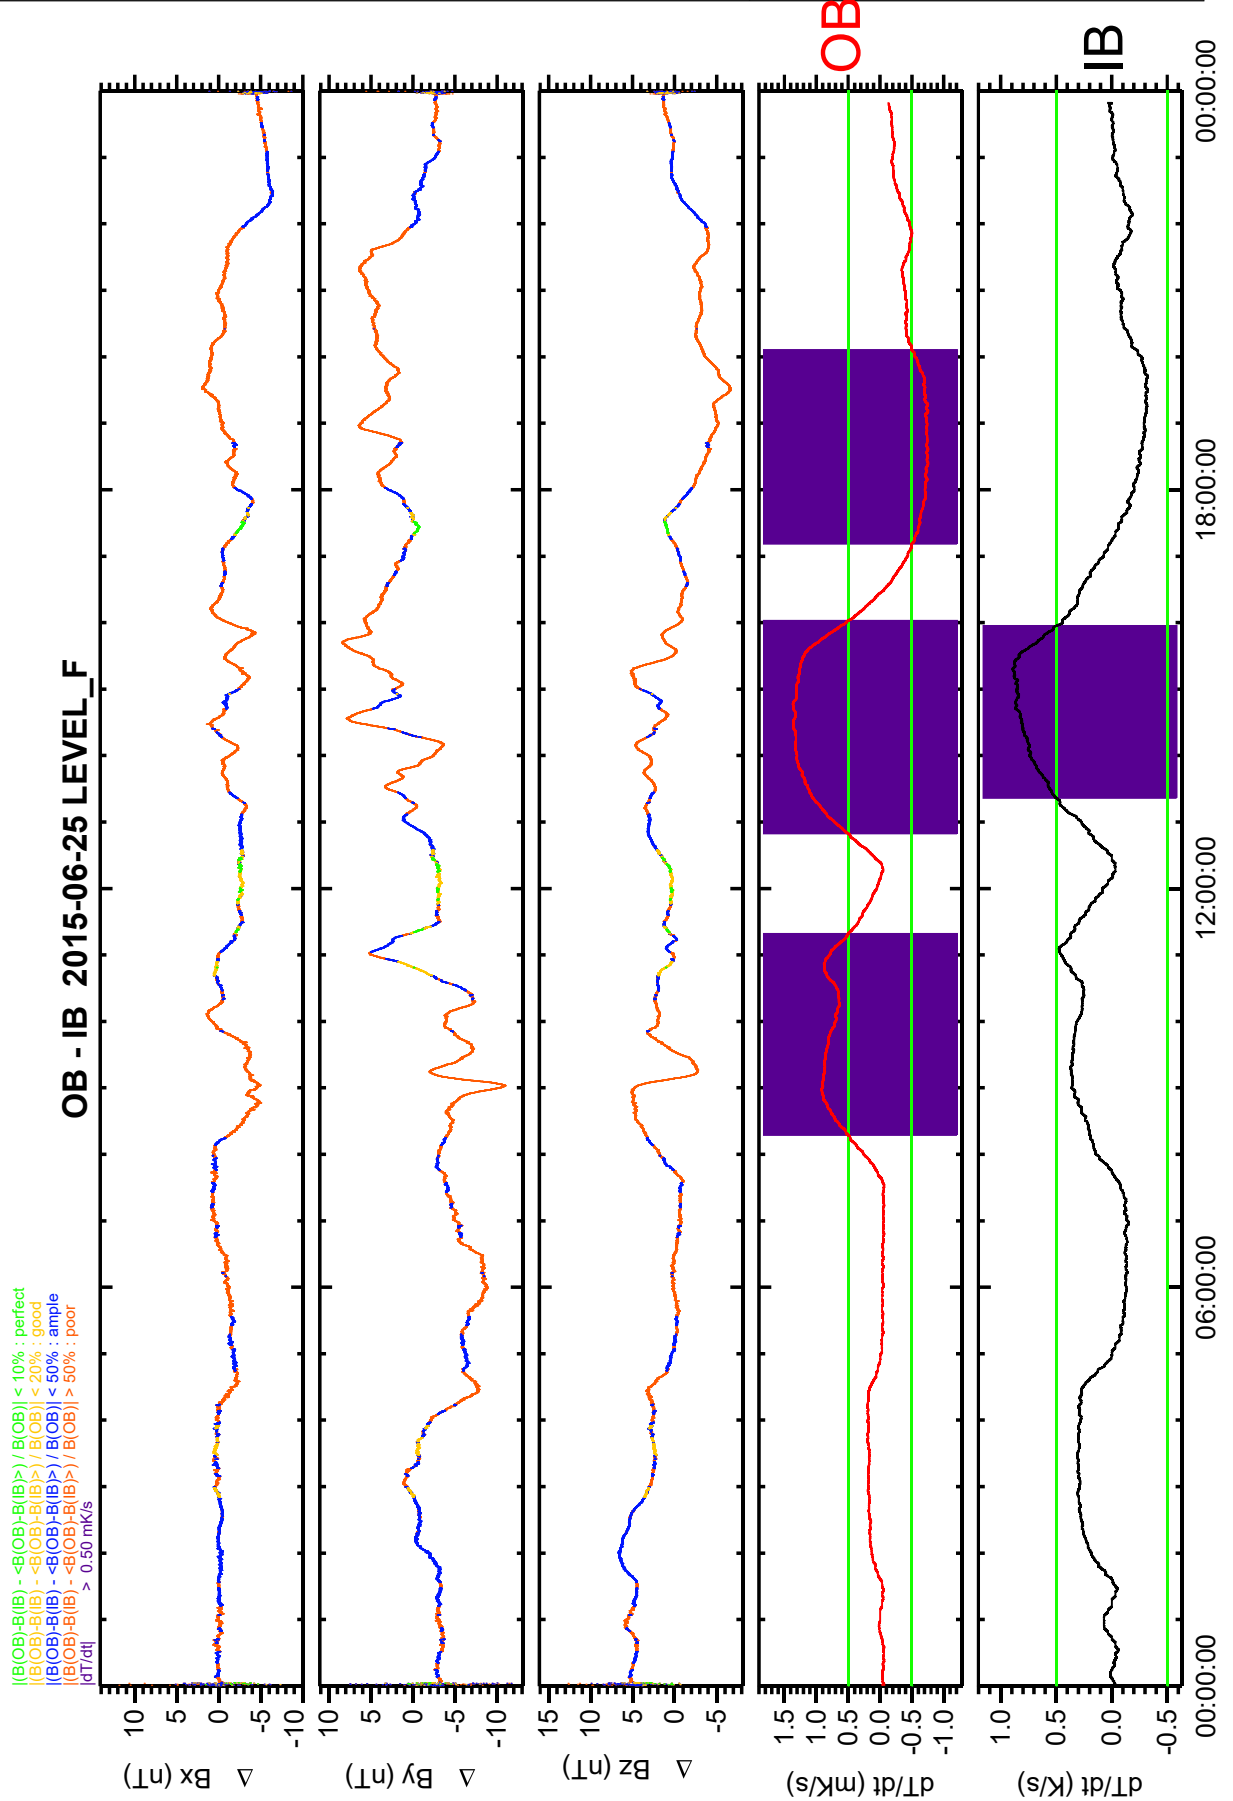 OB - IB 2015-06-25 LEVEL_F
|(B(OB)-B(IB) - <B(OB)-B(IB)>) / B(OB)| < 10% : perfect
|(B(OB)-B(IB) - <B(OB)-B(IB)>) / B(OB)| < 20% : good
|(B(OB)-B(IB) - <B(OB)-B(IB)>) / B(OB)| < 50% : ample
|(B(OB)-B(IB) - <B(OB)-B(IB)>) / B(OB)| > 50% : poor
|dT/dt| > 0.50 mK/s
Δ Bx (nT)
10
5
0
-5
-10
Δ By (nT)
10
5
0
-5
-10
Δ Bz (nT)
15
10
5
0
-5
dT/dt (mK/s)
1.5
1.0
0.5
0.0
-0.5
-1.0
OB
dT/dt (K/s)
1.0
0.5
0.0
-0.5
IB
00:00:00
06:00:00
12:00:00
18:00:00
00:00:00